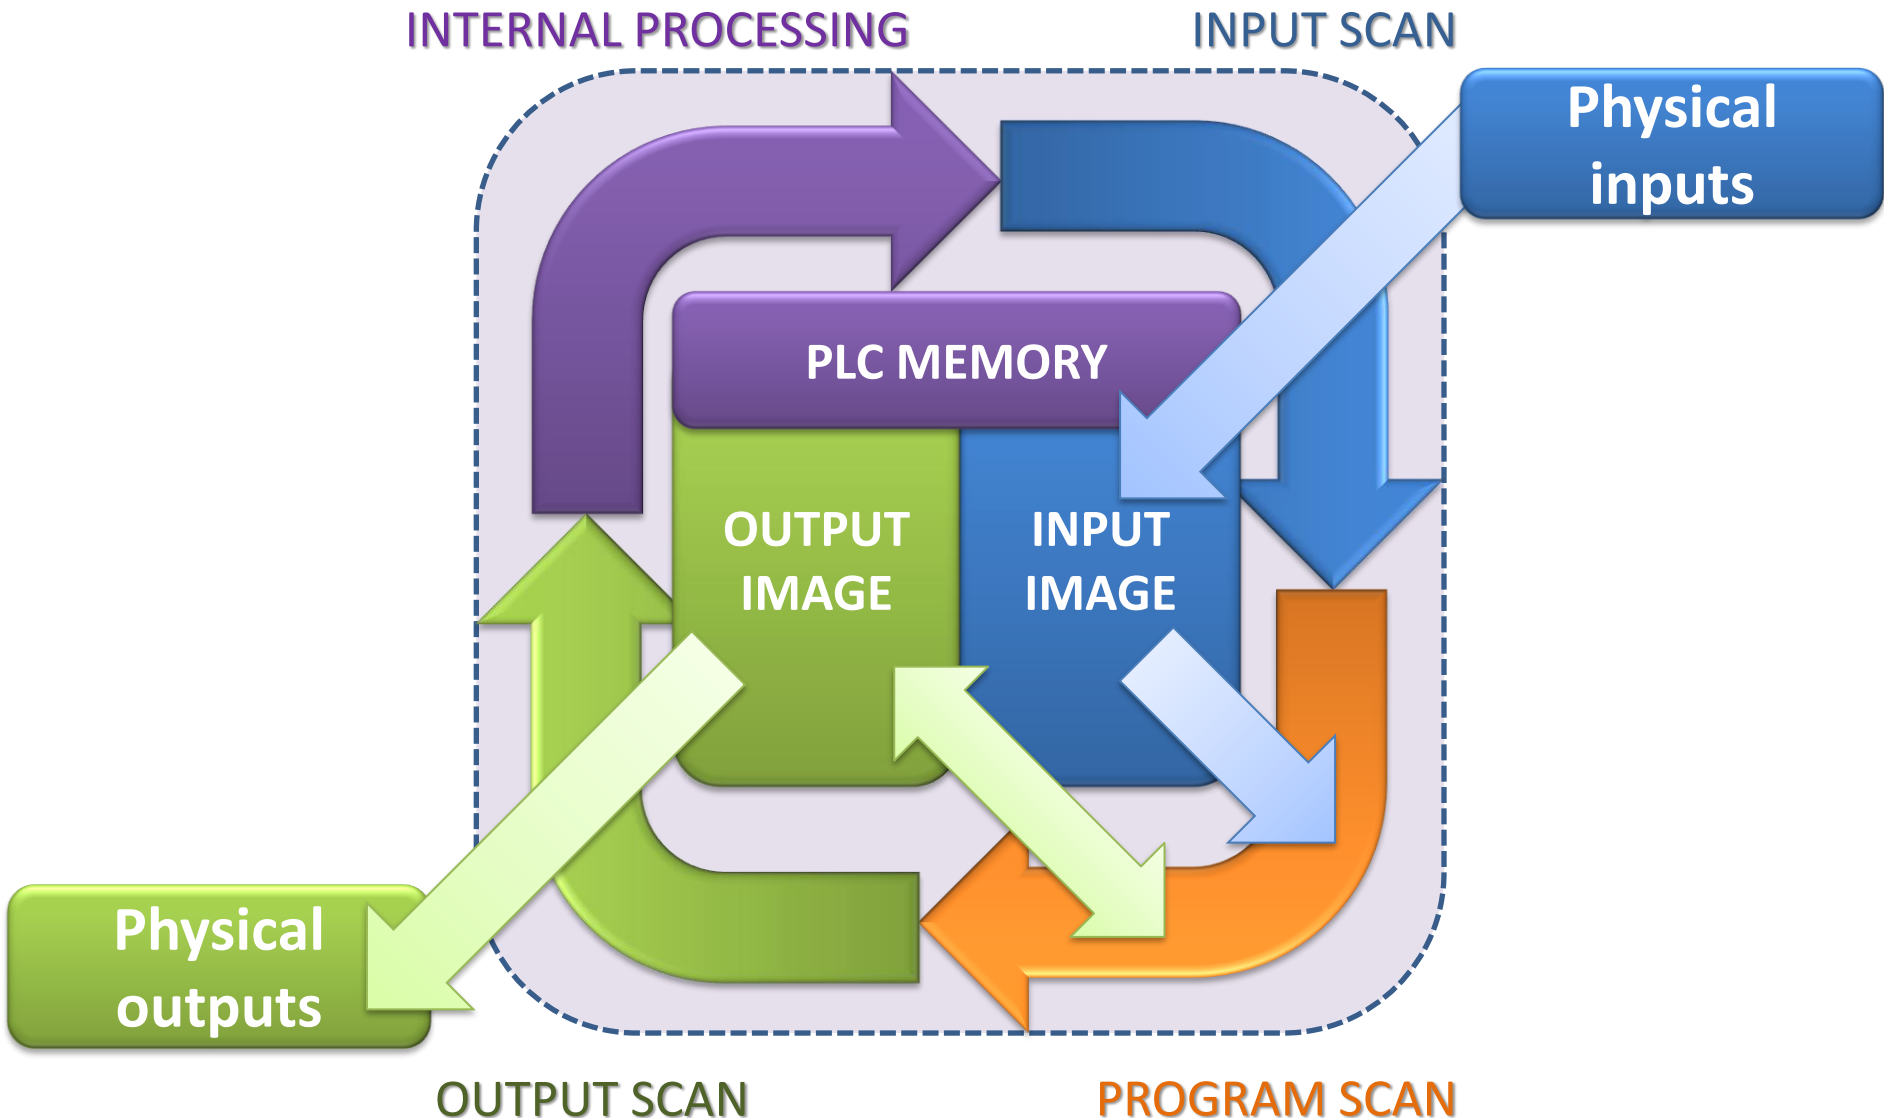 INTERNAL PROCESSING
INPUT SCAN
Physical
inputs
PLC MEMORY
OUTPUT
IMAGE
INPUT
IMAGE
Physical
outputs
OUTPUT SCAN
PROGRAM SCAN